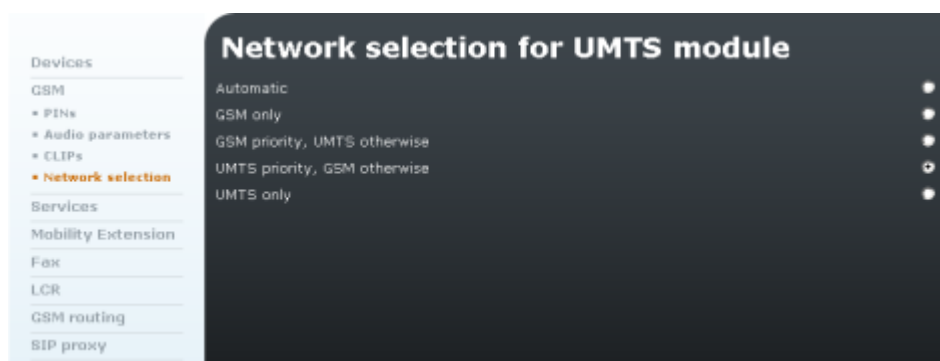 Devices
GSM
PINs
Audio parameters
CLIPs
Network selection
Services
Mobility Extension
Fax
LCR
GSM routing
SIP proxy
Network selection for UMTS module
Automatic
GSM only
GSM priority, UMTS otherwise
UMTS priority, GSM otherwise
UMTS only